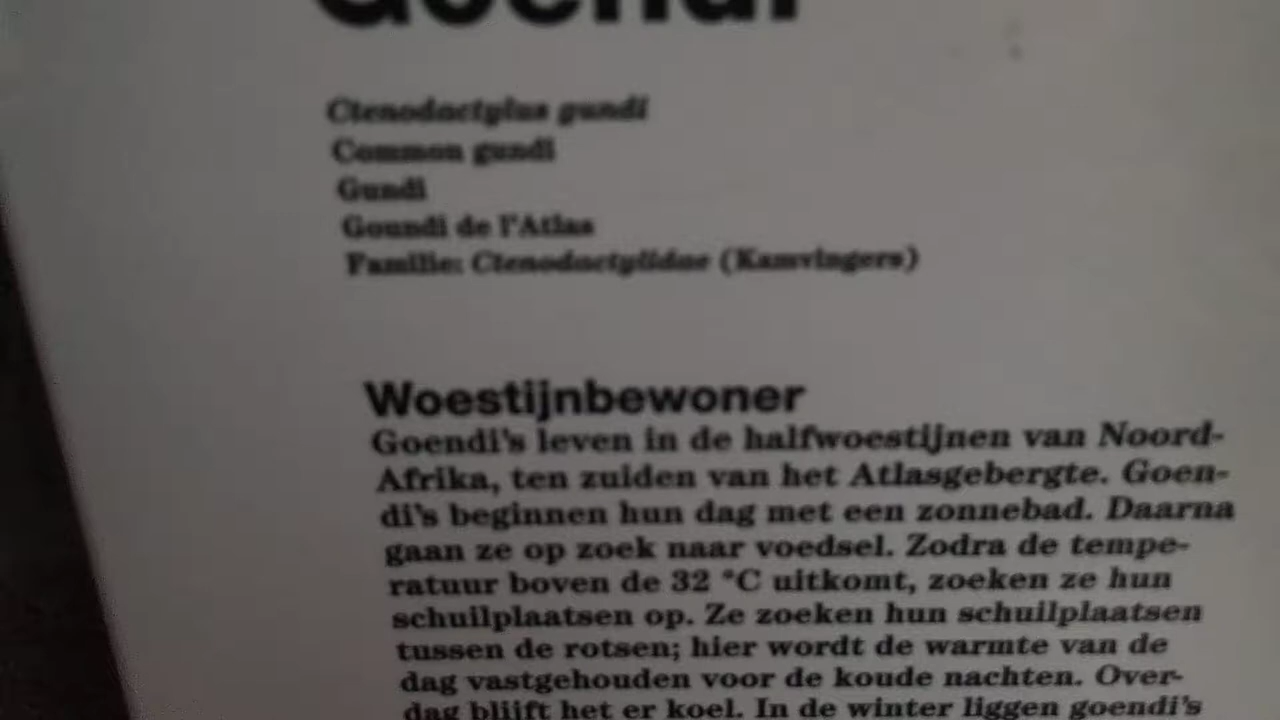 Goendi
Ctenodactylus gundi
Common gundi
Gundi
Goundi de l'Atlas
Familie: Ctenodactylidae (Kamvingers)
Woestijnbewoner
Goendi's leven in de halfwoestijnen van Noord-
Afrika, ten zuiden van het Atlasgebergte. Goen-
di's beginnen hun dag met een zonnebad. Daarna
gaan ze op zoek naar voedsel. Zodra de tempe-
ratuur boven de 32 °C uitkomt, zoeken ze hun
schuilplaatsen op. Ze zoeken hun schuilplaatsen
tussen de rotsen; hier wordt de warmte van de
dag vastgehouden voor de koude nachten. Over-
dag blijft het er koel. In de winter liggen goendi's